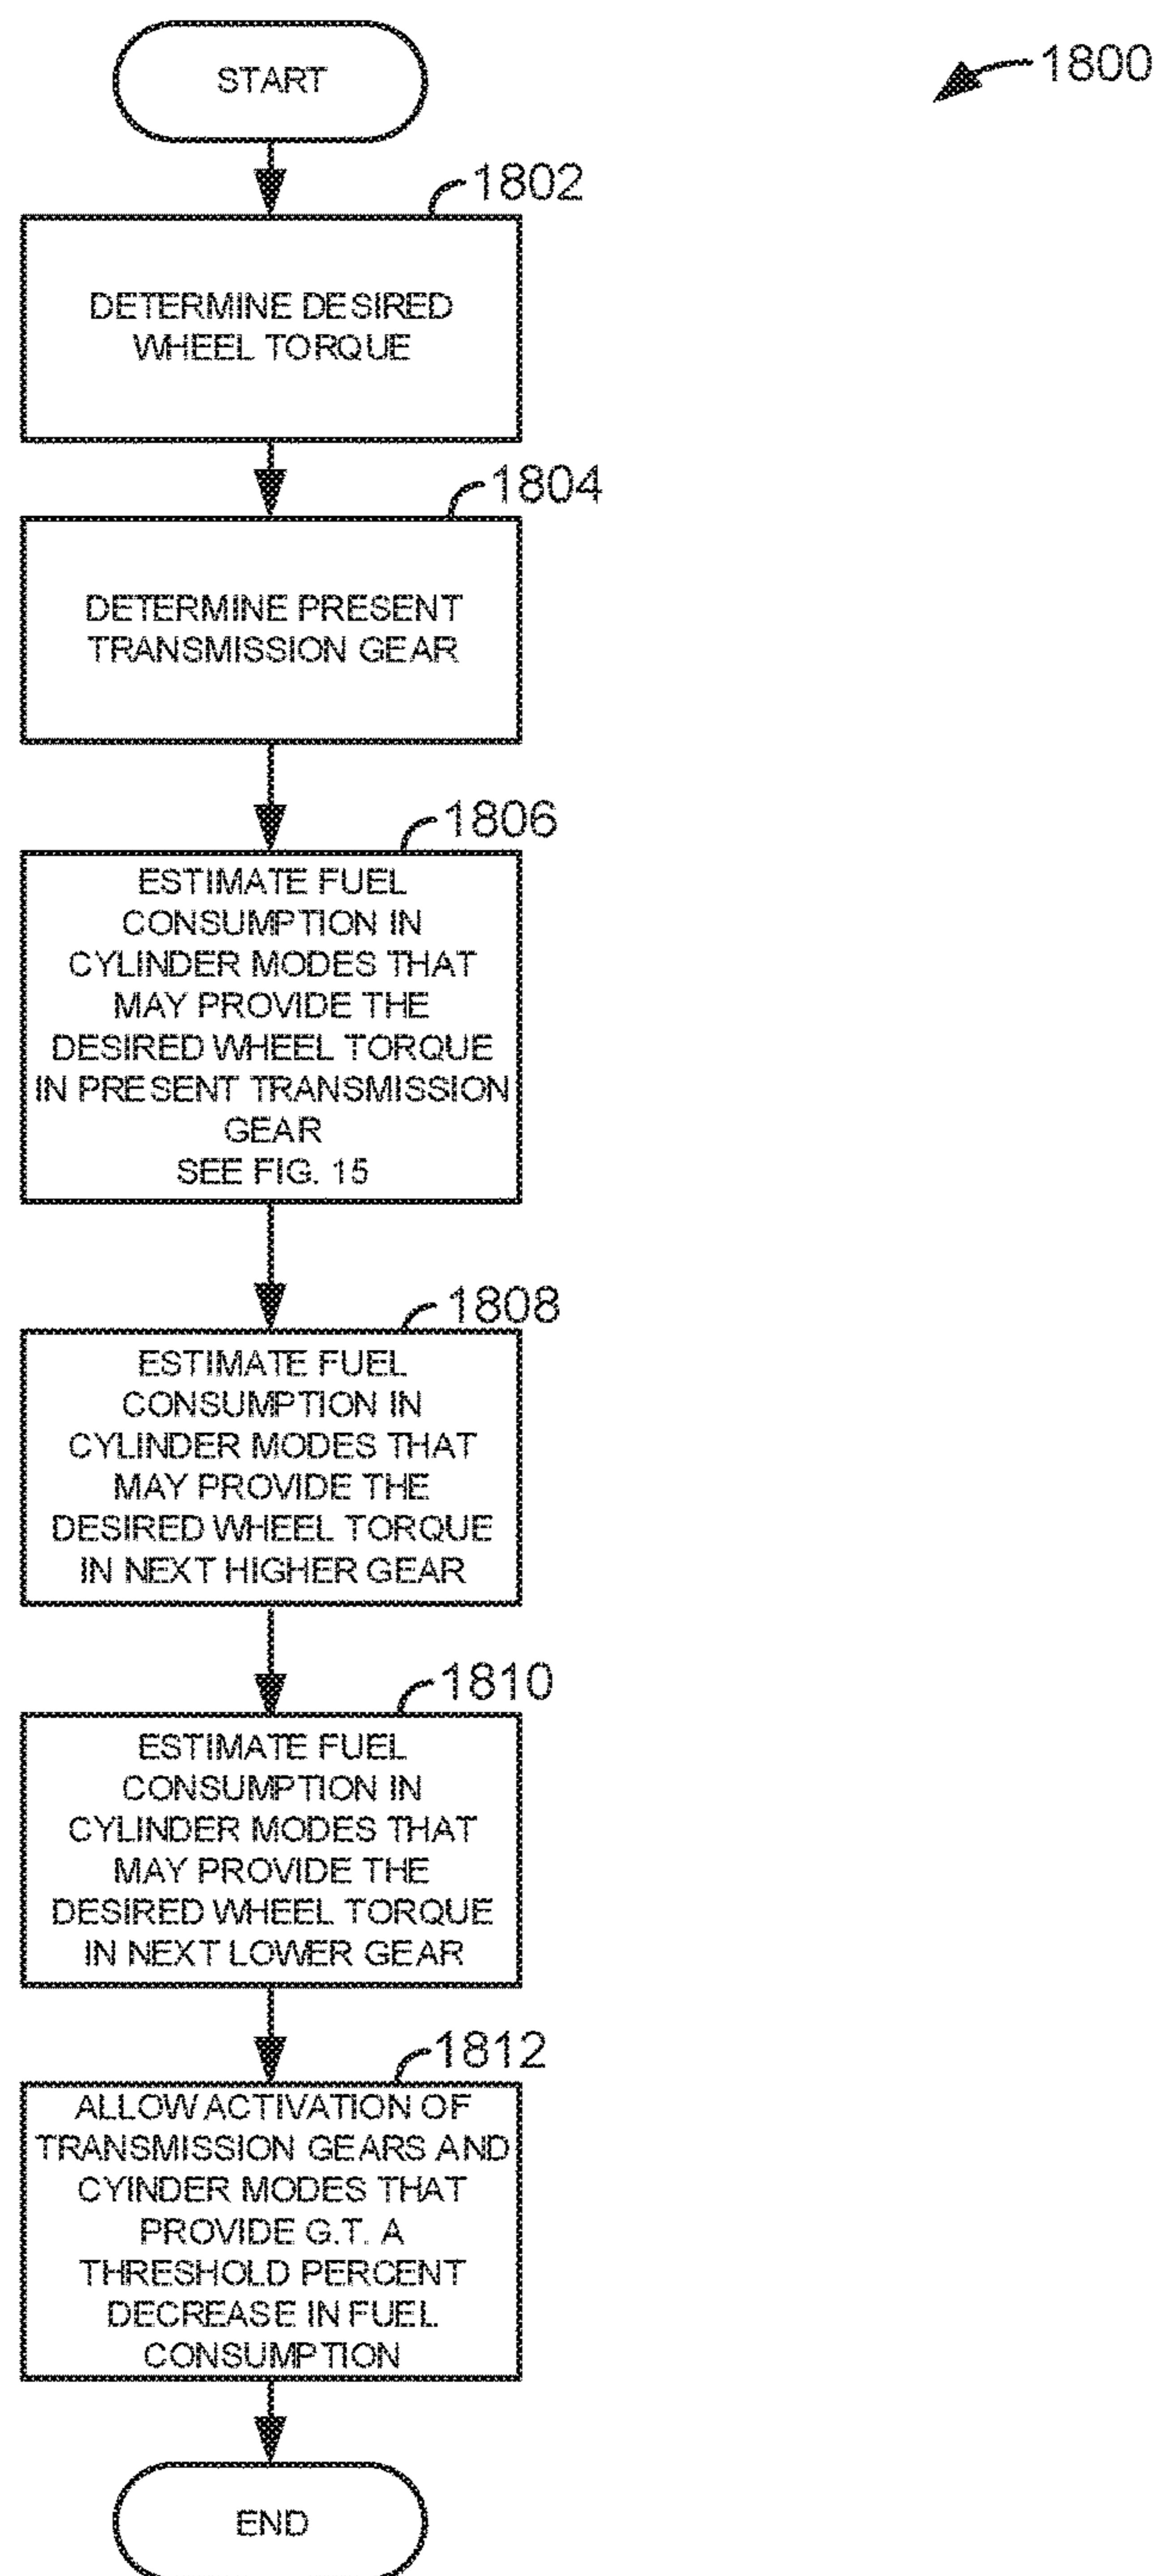 START
1800
1802
DETERMINE DESIRED
WHEEL TORQUE
1804
DETERMINE PRESENT
TRANSMISSION GEAR
1806
ESTIMATE FUEL
CONSUMPTION IN
CYLINDER MODES THAT
MAY PROVIDE THE
DESIRED WHEEL TORQUE
IN PRESENT TRANSMISSION
GEAR
SEE FIG. 15
1808
ESTIMATE FUEL
CONSUMPTION IN
CYLINDER MODES THAT
MAY PROVIDE THE
DESIRED WHEEL TORQUE
IN NEXT HIGHER GEAR
1810
ESTIMATE FUEL
CONSUMPTION IN
CYLINDER MODES THAT
MAY PROVIDE THE
DESIRED WHEEL TORQUE
IN NEXT LOWER GEAR
1812
ALLOW ACTIVATION OF
TRANSMISSION GEARS AND
CYINDER MODES THAT
PROVIDE G.T. A
THRESHOLD PERCENT
DECREASE IN FUEL
CONSUMPTION
END